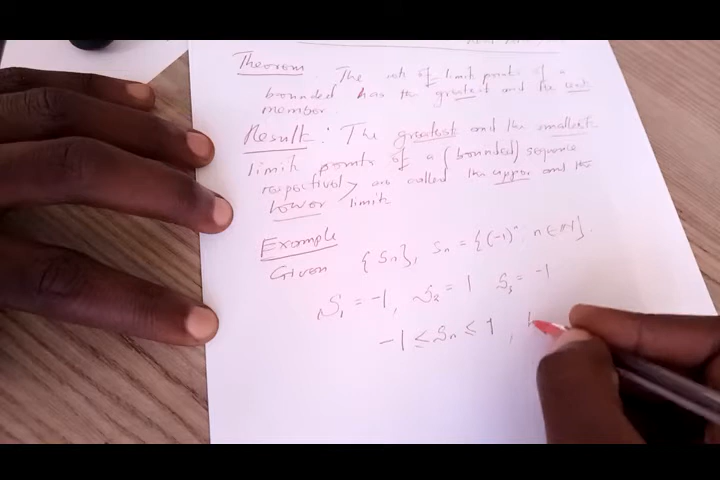 Theorem. The set of limit points of a
bounded has the greatest and the least
member.
Result: The greatest and the smallest
limit points of a (bounded) sequence
respectively > are called the upper and the
lower limit
Example
Given {Sn}, Sn = {(-1)^n, n ∈ N}.
S₁ = -1, S₂ = 1 S₃ = -1
-1 ≤ Sn ≤ 1,